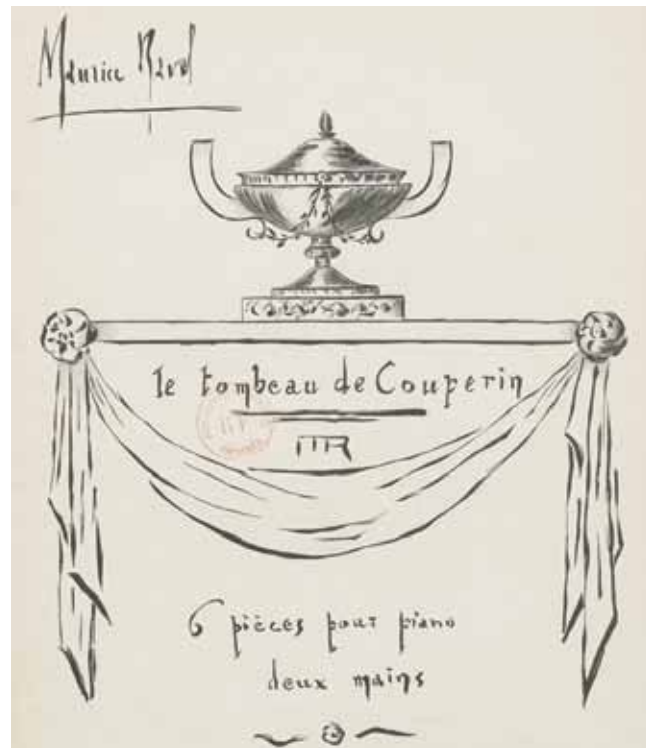 Maurice Ravel
le tombeau de Couperin
MR
6 pièces pour piano
deux mains